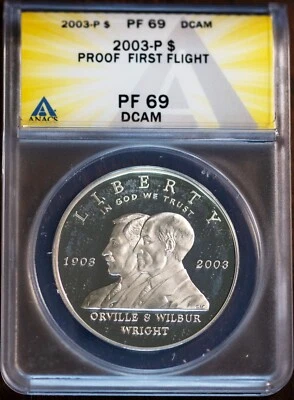 2003-P $ PF 69 DCAM
2003-P $
PROOF FIRST FLIGHT
ANACS
PF 69
DCAM
LIBERTY
IN GOD WE TRUST
1903 2003
ORVILLE & WILBUR
WRIGHT